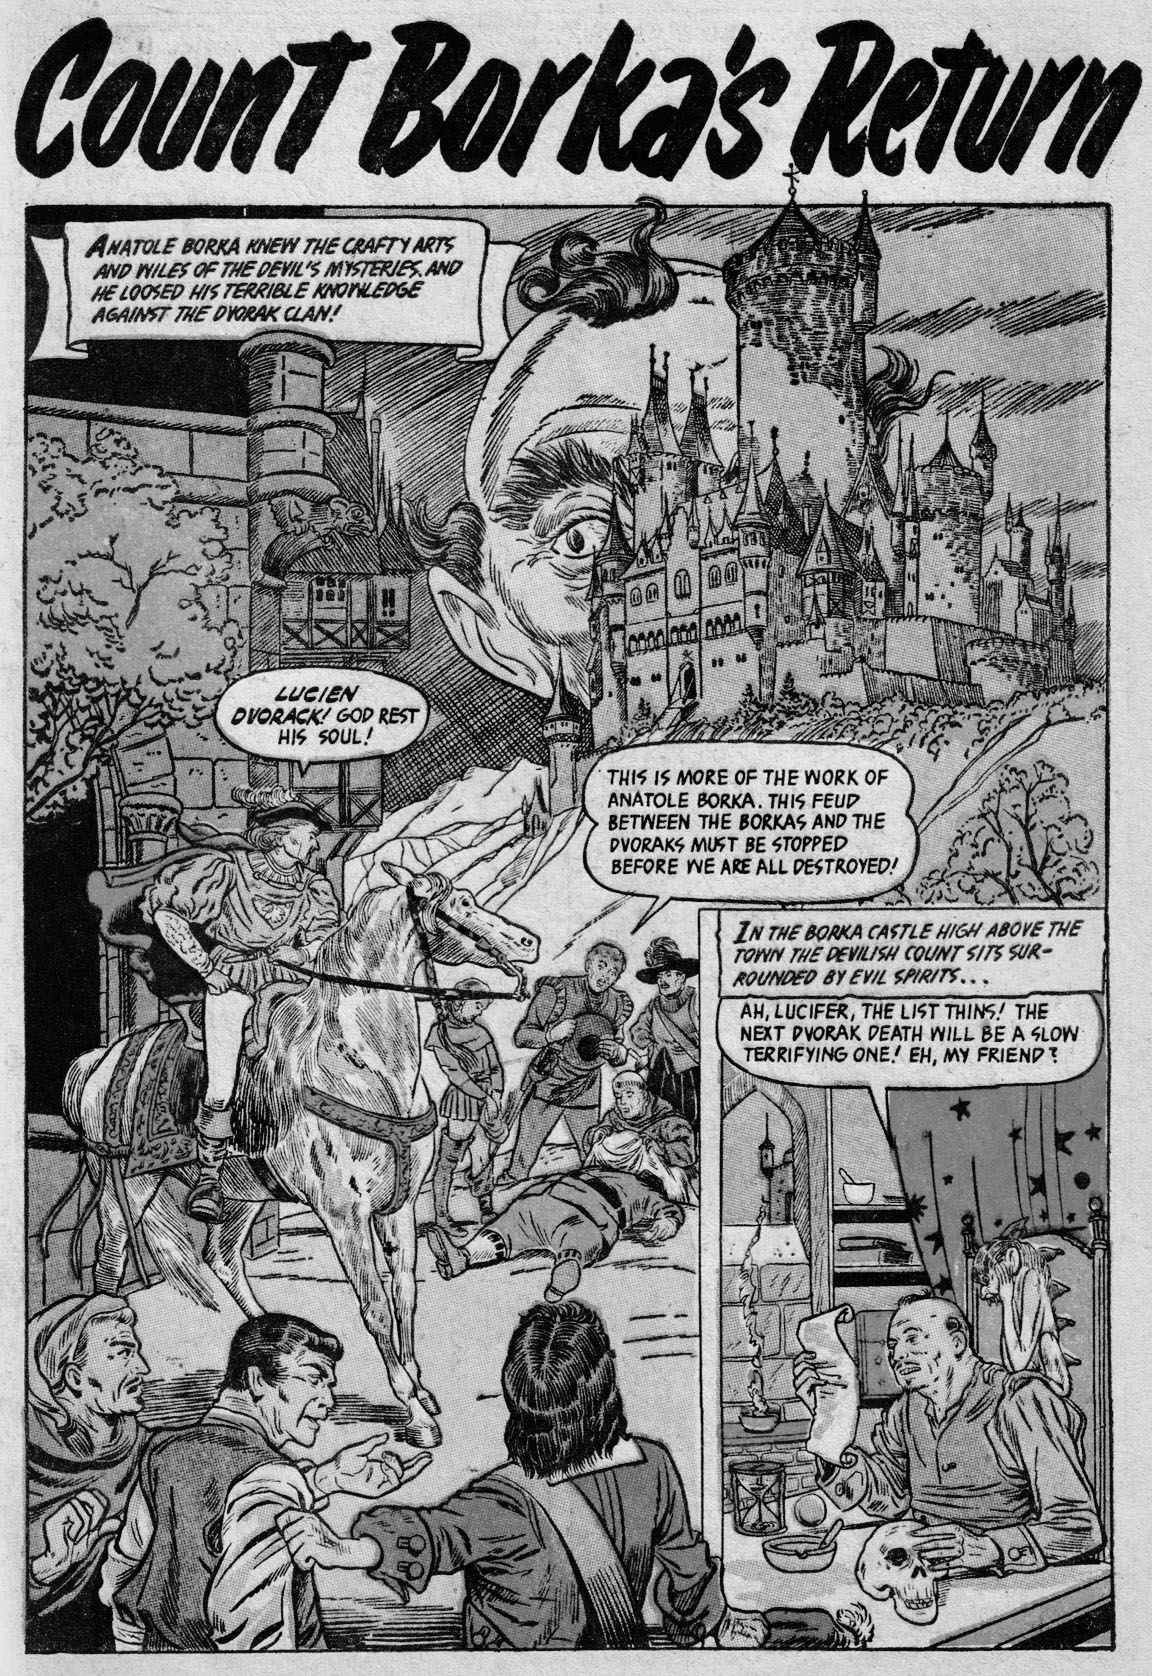 Count Borka's Return
ANATOLE BORKA KNEW THE CRAFTY ARTS
AND WILES OF THE DEVIL'S MYSTERIES, AND
HE LOOSED HIS TERRIBLE KNOWLEDGE
AGAINST THE DVORAK CLAN!
LUCIEN
DVORACK! GOD REST
HIS SOUL!
THIS IS MORE OF THE WORK OF
ANATOLE BORKA. THIS FEUD
BETWEEN THE BORKAS AND THE
DVORAKS MUST BE STOPPED
BEFORE WE ARE ALL DESTROYED!
IN THE BORKA CASTLE HIGH ABOVE THE
TOWN THE DEVILISH COUNT SITS SUR-
ROUNDED BY EVIL SPIRITS...
AH, LUCIFER, THE LIST THINS! THE
NEXT DVORAK DEATH WILL BE A SLOW
TERRIFYING ONE! EH, MY FRIEND?